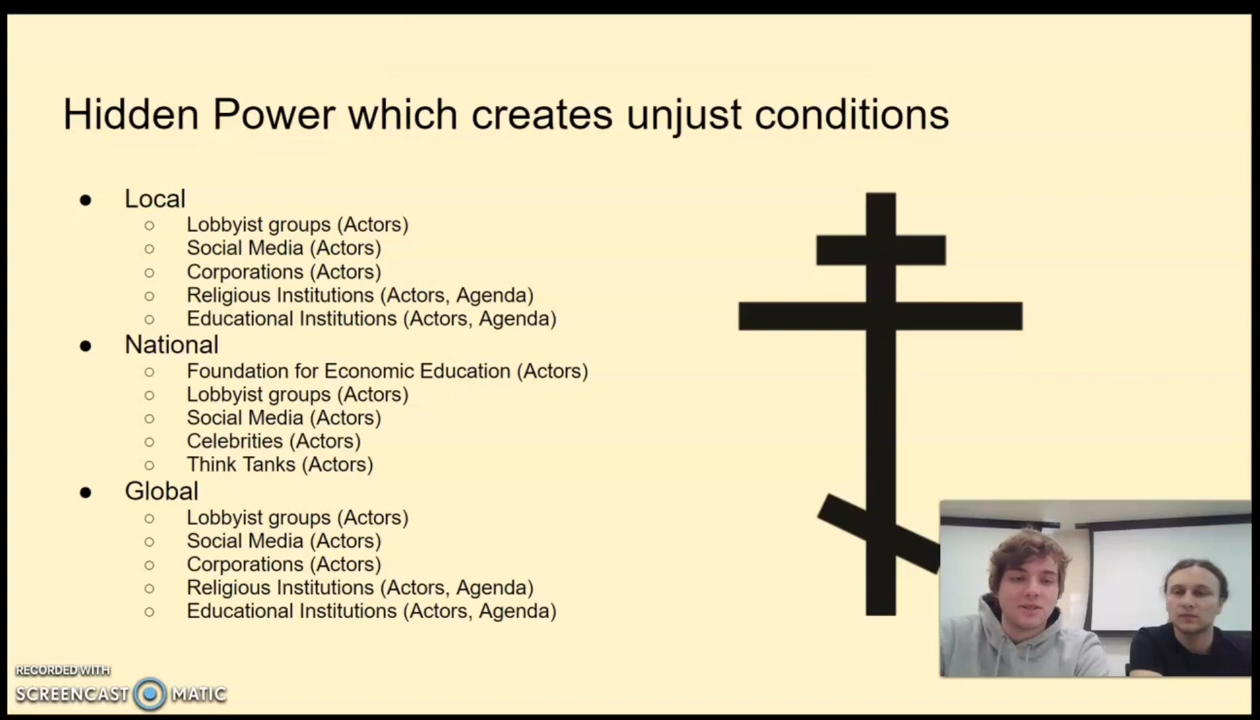 Hidden Power which creates unjust conditions
● Local
○ Lobbyist groups (Actors)
○ Social Media (Actors)
○ Corporations (Actors)
○ Religious Institutions (Actors, Agenda)
○ Educational Institutions (Actors, Agenda)
● National
○ Foundation for Economic Education (Actors)
○ Lobbyist groups (Actors)
○ Social Media (Actors)
○ Celebrities (Actors)
○ Think Tanks (Actors)
● Global
○ Lobbyist groups (Actors)
○ Social Media (Actors)
○ Corporations (Actors)
○ Religious Institutions (Actors, Agenda)
○ Educational Institutions (Actors, Agenda)
RECORDED WITH
SCREENCAST MATIC